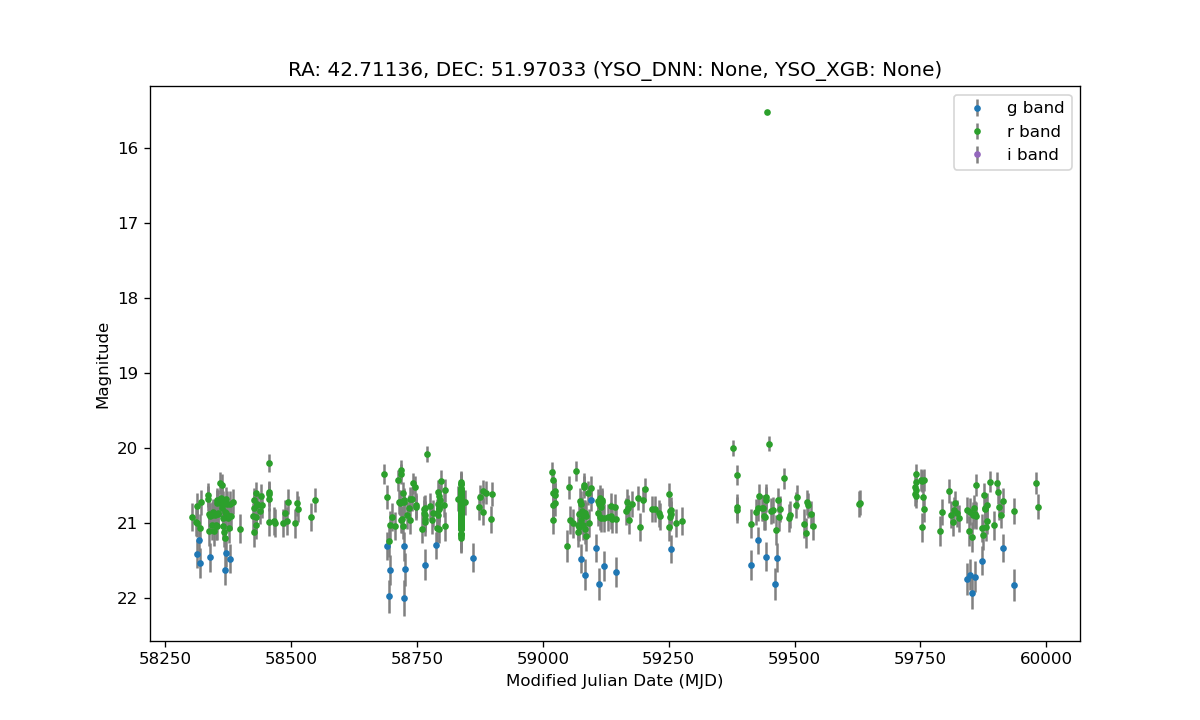 RA: 42.71136, DEC: 51.97033 (YSO_DNN: None, YSO_XGB: None)
g band
r band
i band
16
17
18
19
20
21
22
Magnitude
58250
58500
58750
59000
59250
59500
59750
60000
Modified Julian Date (MJD)